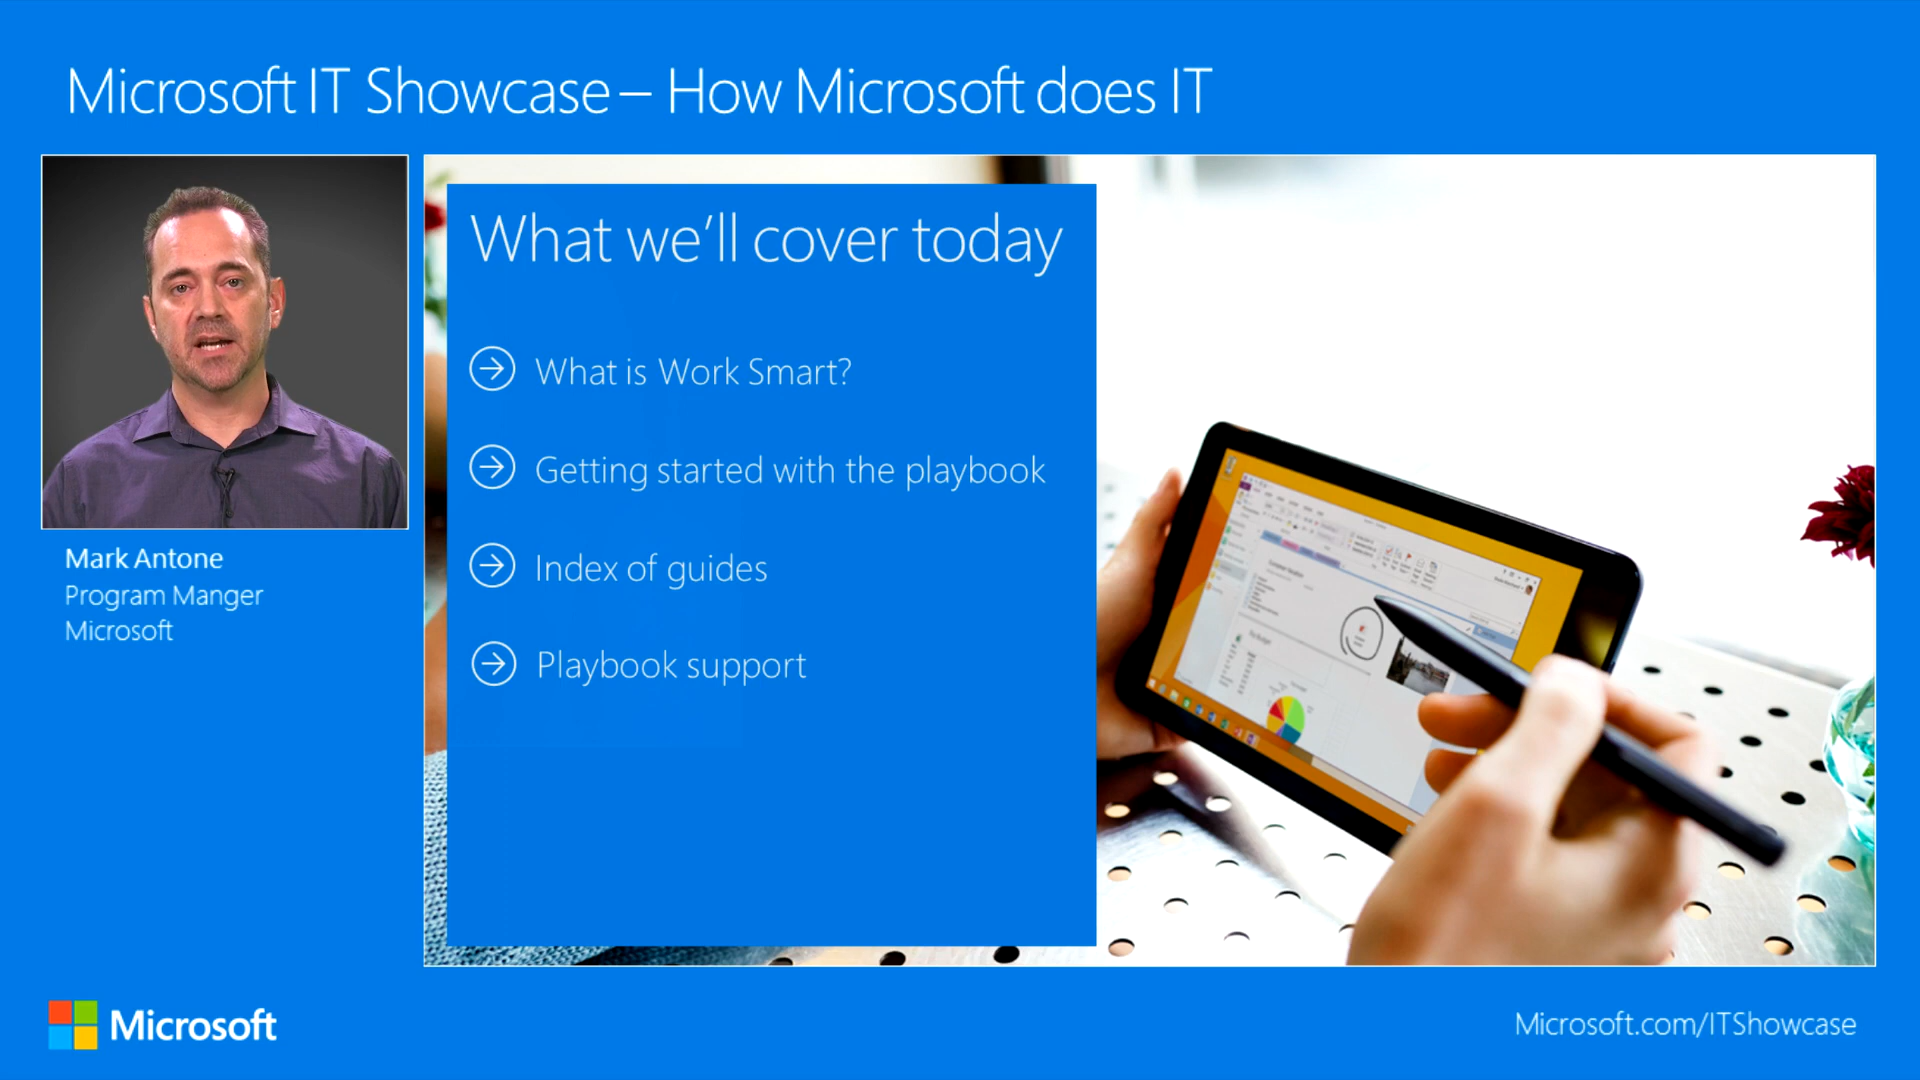 Microsoft IT Showcase – How Microsoft does IT
What we'll cover today
What is Work Smart?
Getting started with the playbook
Index of guides
Playbook support
Mark Antone
Program Manger
Microsoft
Microsoft
Microsoft.com/ITShowcase